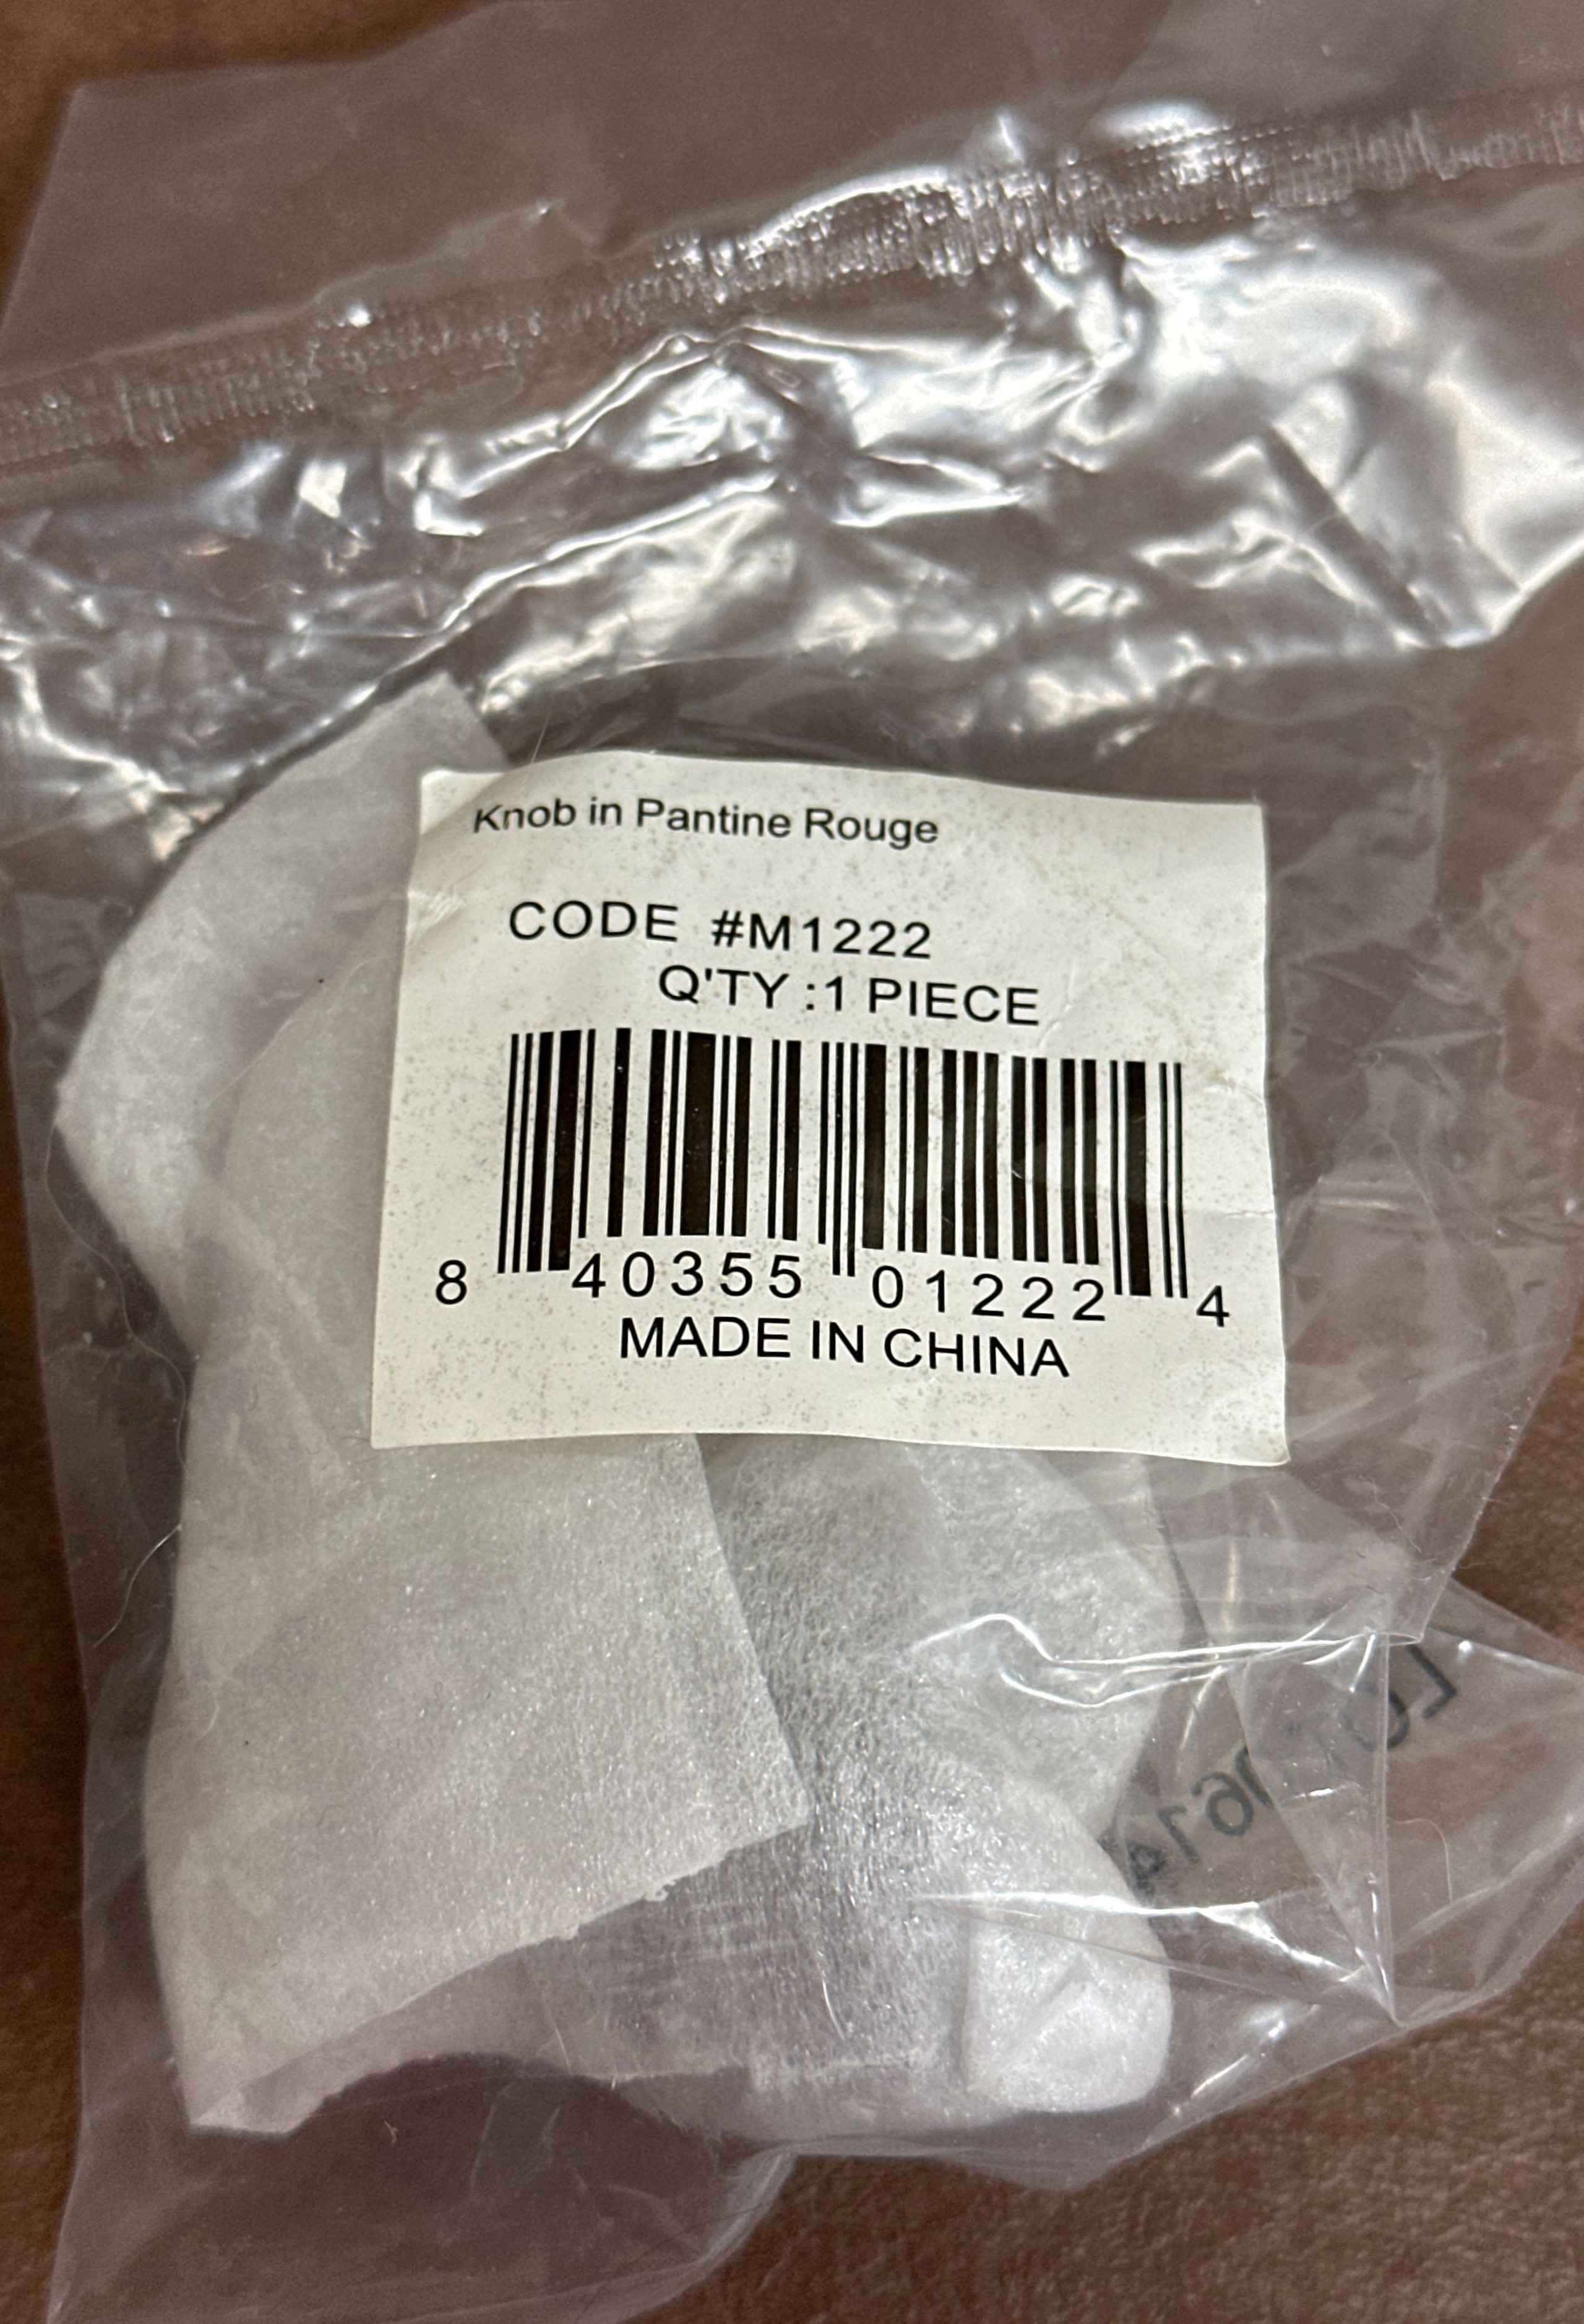 Knob in Pantine Rouge
CODE #M1222
Q'TY :1 PIECE
8 40355 01222 4
MADE IN CHINA